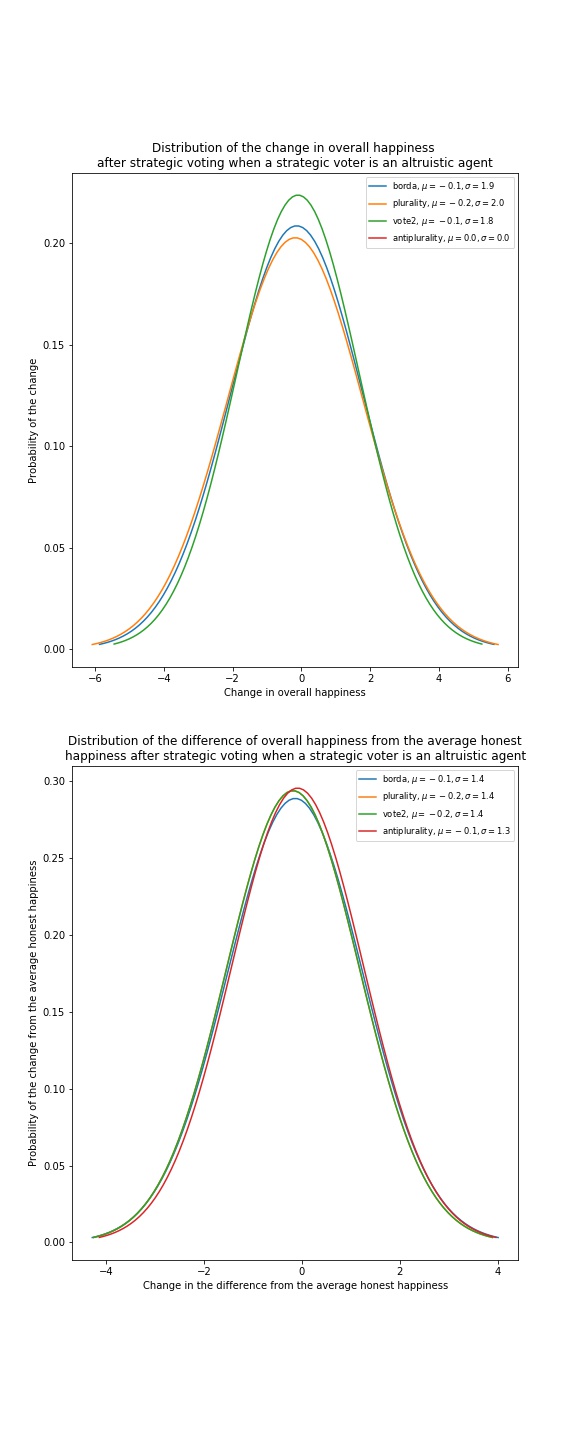 Distribution of the change in overall happiness
after strategic voting when a strategic voter is an altruistic agent
borda, μ = −0.1, σ = 1.9
plurality, μ = −0.2, σ = 2.0
vote2, μ = −0.1, σ = 1.8
antiplurality, μ = 0.0, σ = 0.0
0.20
0.15
0.10
0.05
0.00
Probability of the change
−6 −4 −2 0 2 4 6
Change in overall happiness
Distribution of the difference of overall happiness from the average honest
happiness after strategic voting when a strategic voter is an altruistic agent
borda, μ = −0.1, σ = 1.4
plurality, μ = −0.2, σ = 1.4
vote2, μ = −0.2, σ = 1.4
antiplurality, μ = −0.1, σ = 1.3
0.30
0.25
0.20
0.15
0.10
0.05
0.00
Probability of the change from the average honest happiness
−4 −2 0 2 4
Change in the difference from the average honest happiness